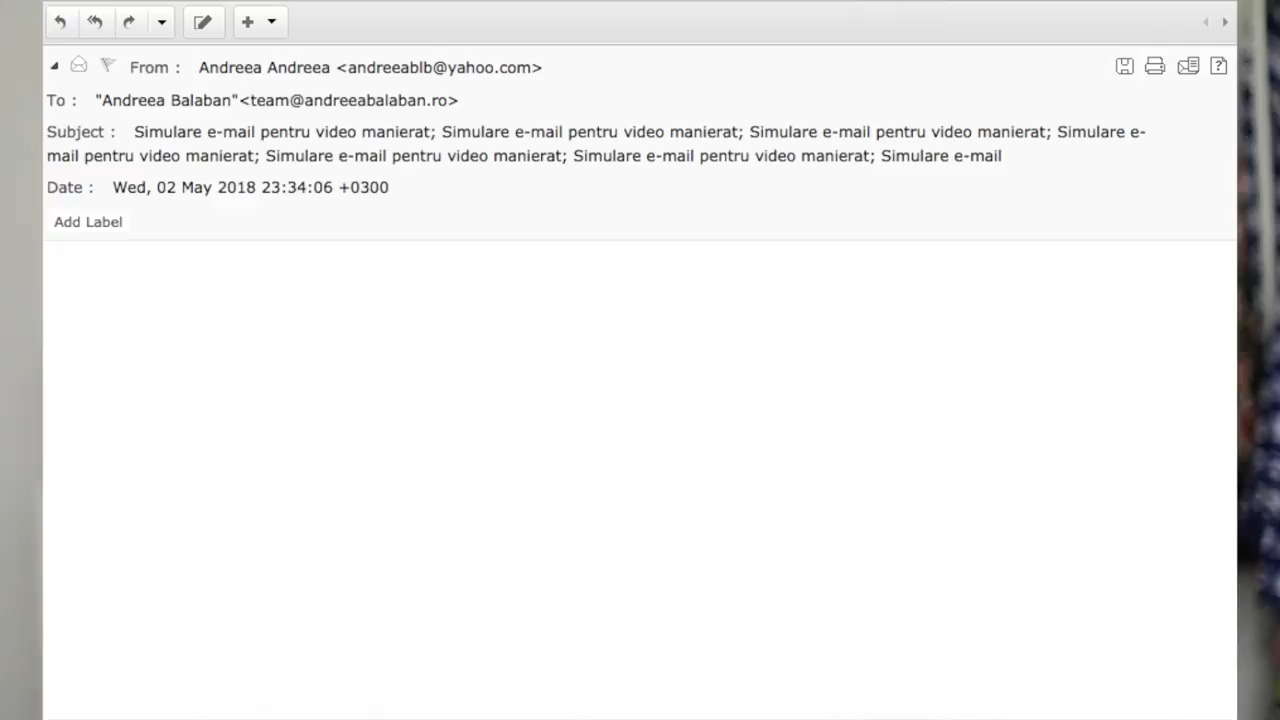 From : Andreea Andreea <andreeablb@yahoo.com>
To : "Andreea Balaban"<team@andreeabalaban.ro>
Subject : Simulare e-mail pentru video manierat; Simulare e-mail pentru video manierat; Simulare e-mail pentru video manierat; Simulare e-
mail pentru video manierat; Simulare e-mail pentru video manierat; Simulare e-mail pentru video manierat; Simulare e-mail
Date : Wed, 02 May 2018 23:34:06 +0300
Add Label